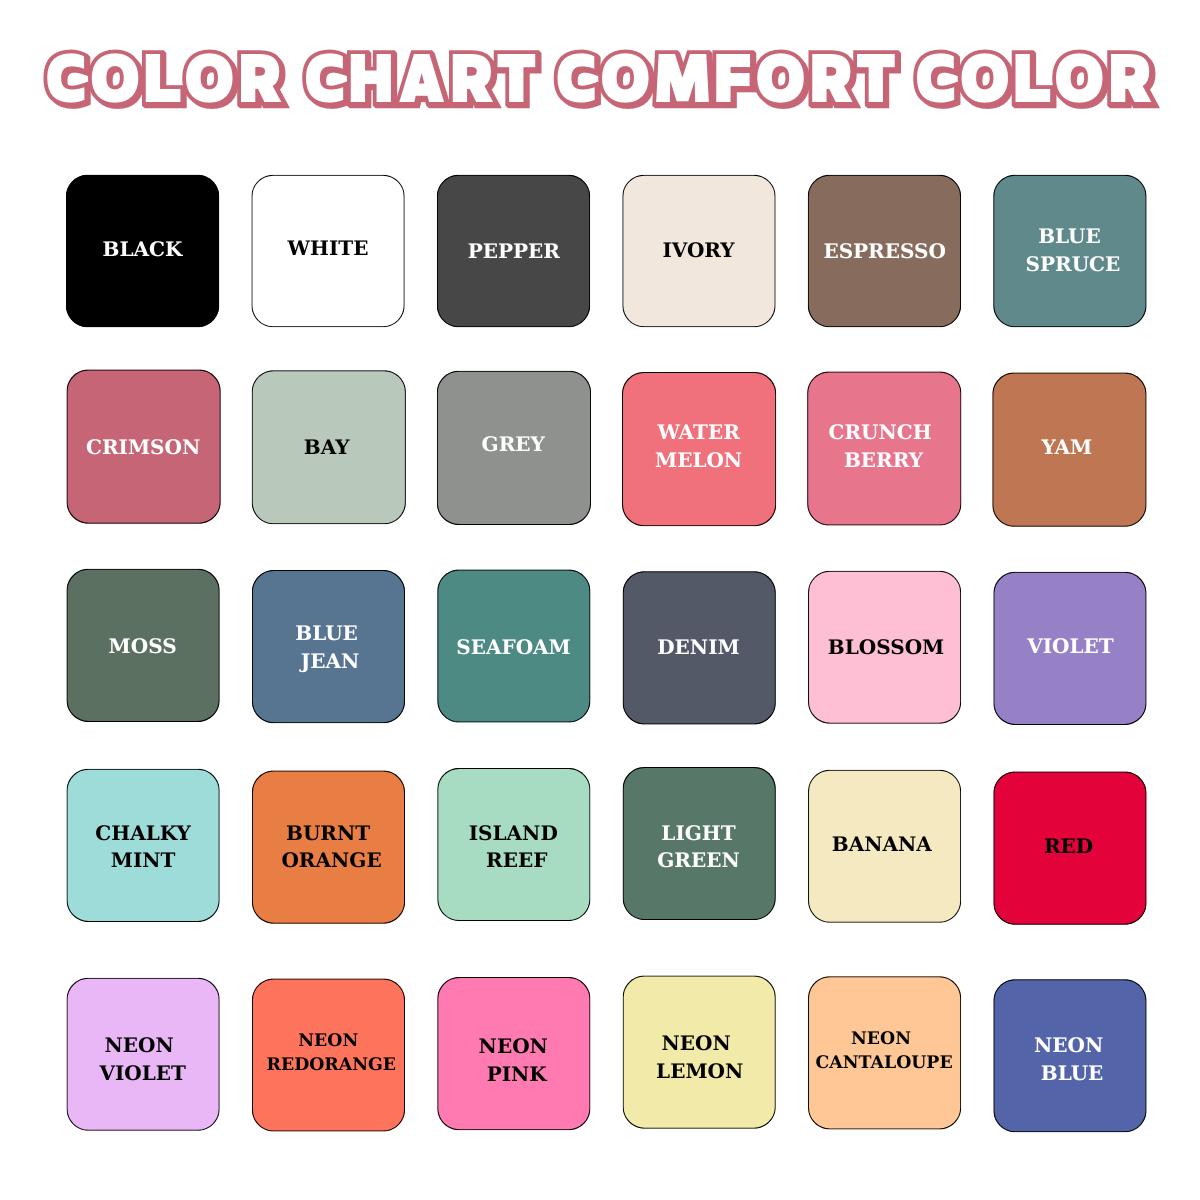 COLOR CHART COMFORT COLOR
BLACK
WHITE
PEPPER
IVORY
ESPRESSO
BLUE
SPRUCE
CRIMSON
BAY
GREY
WATER
MELON
CRUNCH
BERRY
YAM
MOSS
BLUE
JEAN
SEAFOAM
DENIM
BLOSSOM
VIOLET
CHALKY
MINT
BURNT
ORANGE
ISLAND
REEF
LIGHT
GREEN
BANANA
RED
NEON
VIOLET
NEON
REDORANGE
NEON
PINK
NEON
LEMON
NEON
CANTALOUPE
NEON
BLUE